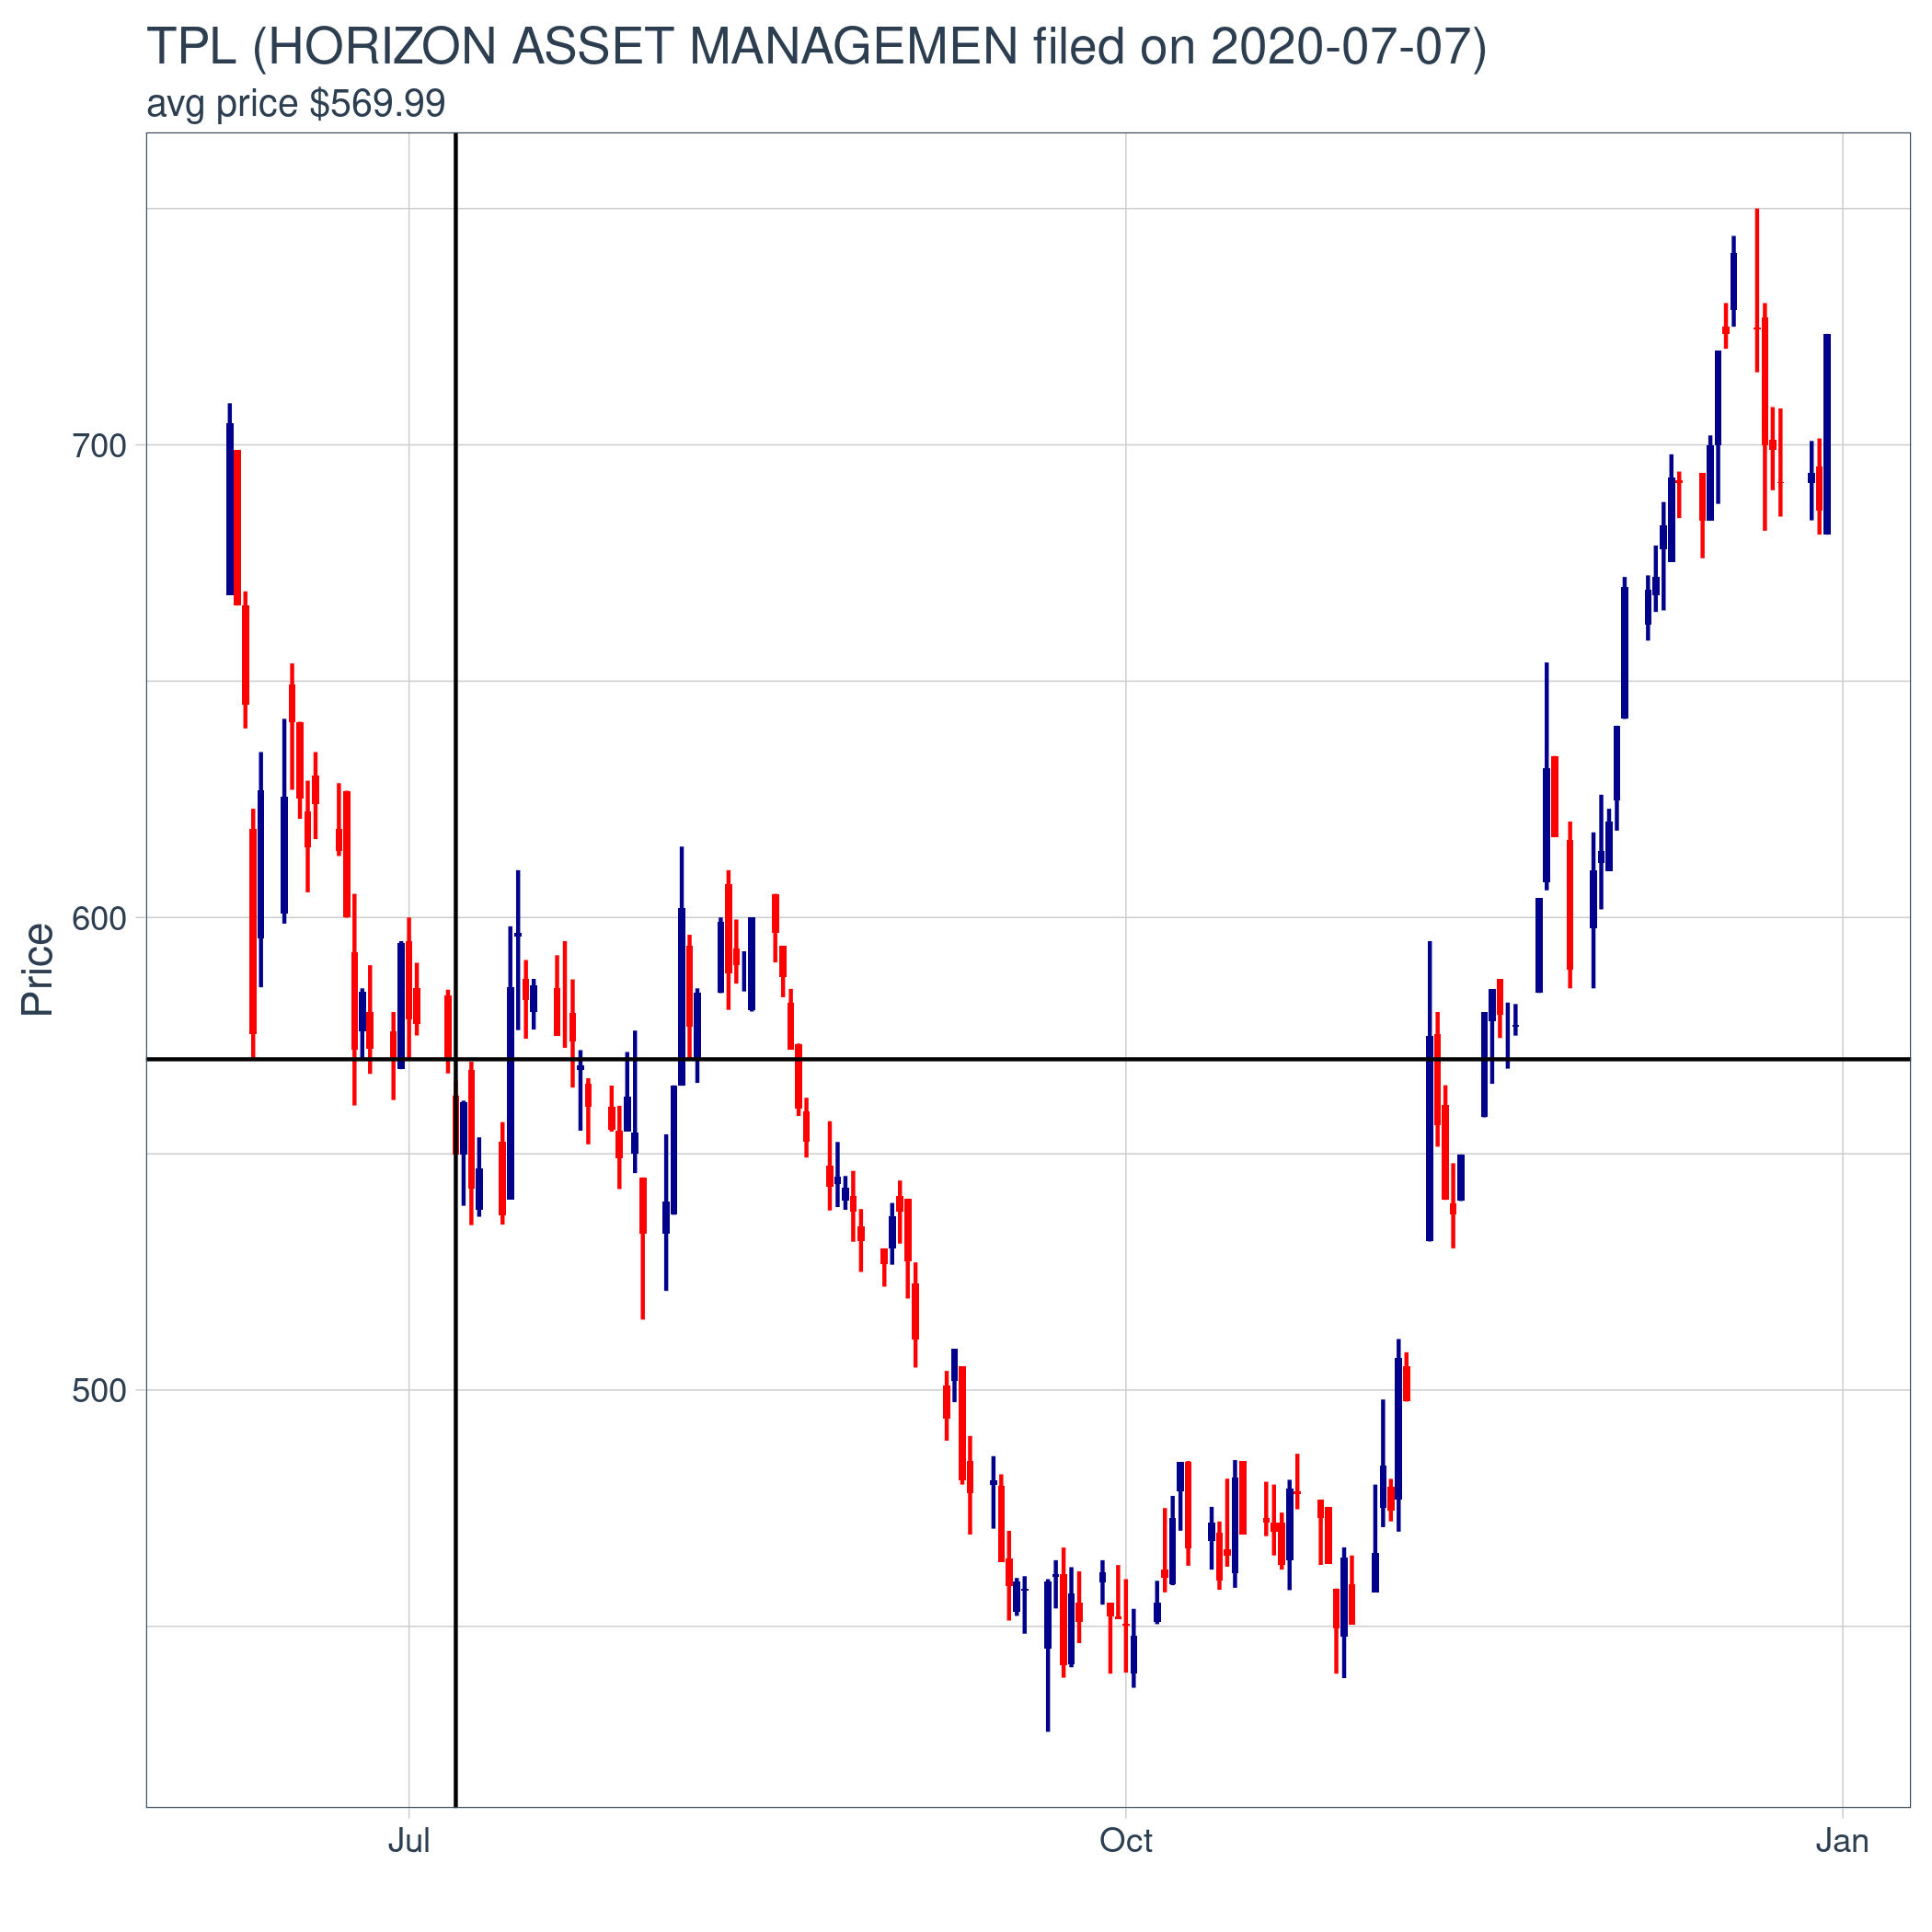 TPL (HORIZON ASSET MANAGEMEN filed on 2020-07-07)
avg price $569.99
Price
700
600
500
Jul
Oct
Jan